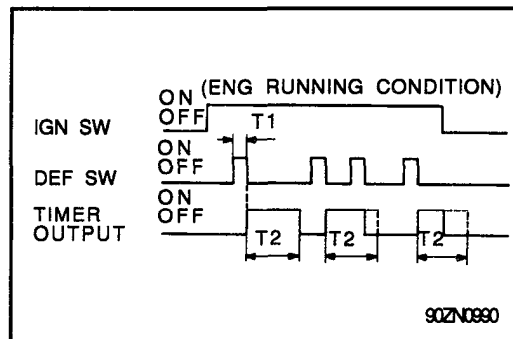 (ENG RUNNING CONDITION)
ON
OFF
IGN SW
T1
ON
OFF
DEF SW
ON
OFF
TIMER
OUTPUT
T2
T2
T2
90ZN0990